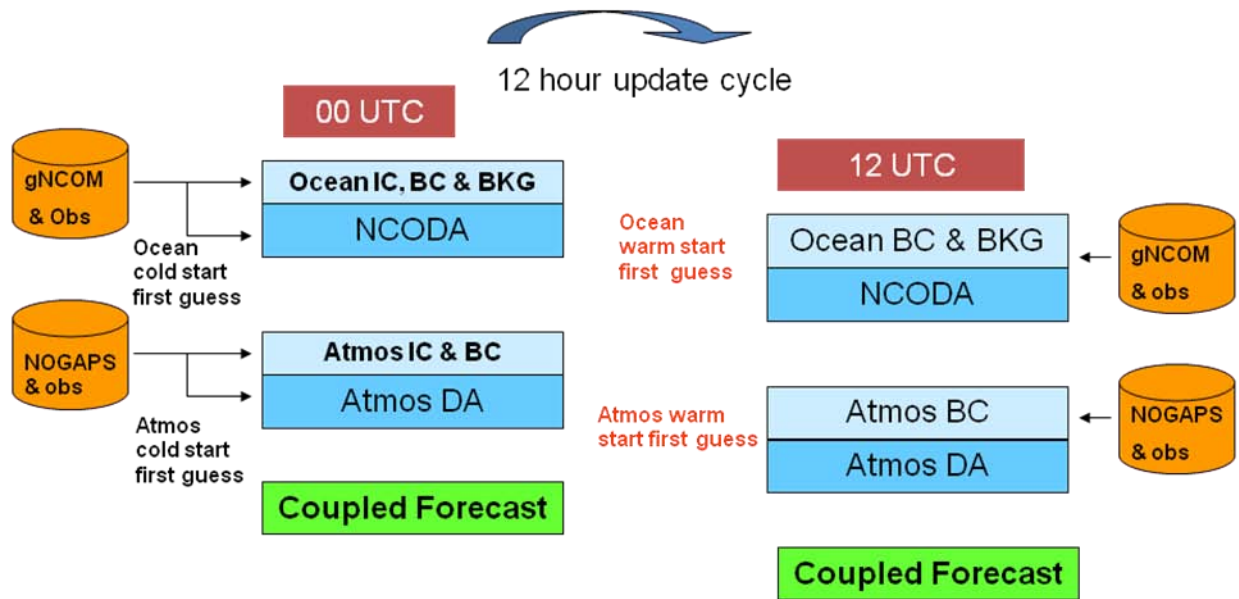 12 hour update cycle
00 UTC
gNCOM
& Obs
Ocean IC, BC & BKG
NCODA
Ocean
cold start
first guess
NOGAPS
& obs
Atmos IC & BC
Atmos DA
Atmos
cold start
first guess
Coupled Forecast
12 UTC
Ocean
warm start
first guess
Ocean BC & BKG
NCODA
gNCOM
& obs
Atmos warm
start first guess
Atmos BC
Atmos DA
NOGAPS
& obs
Coupled Forecast